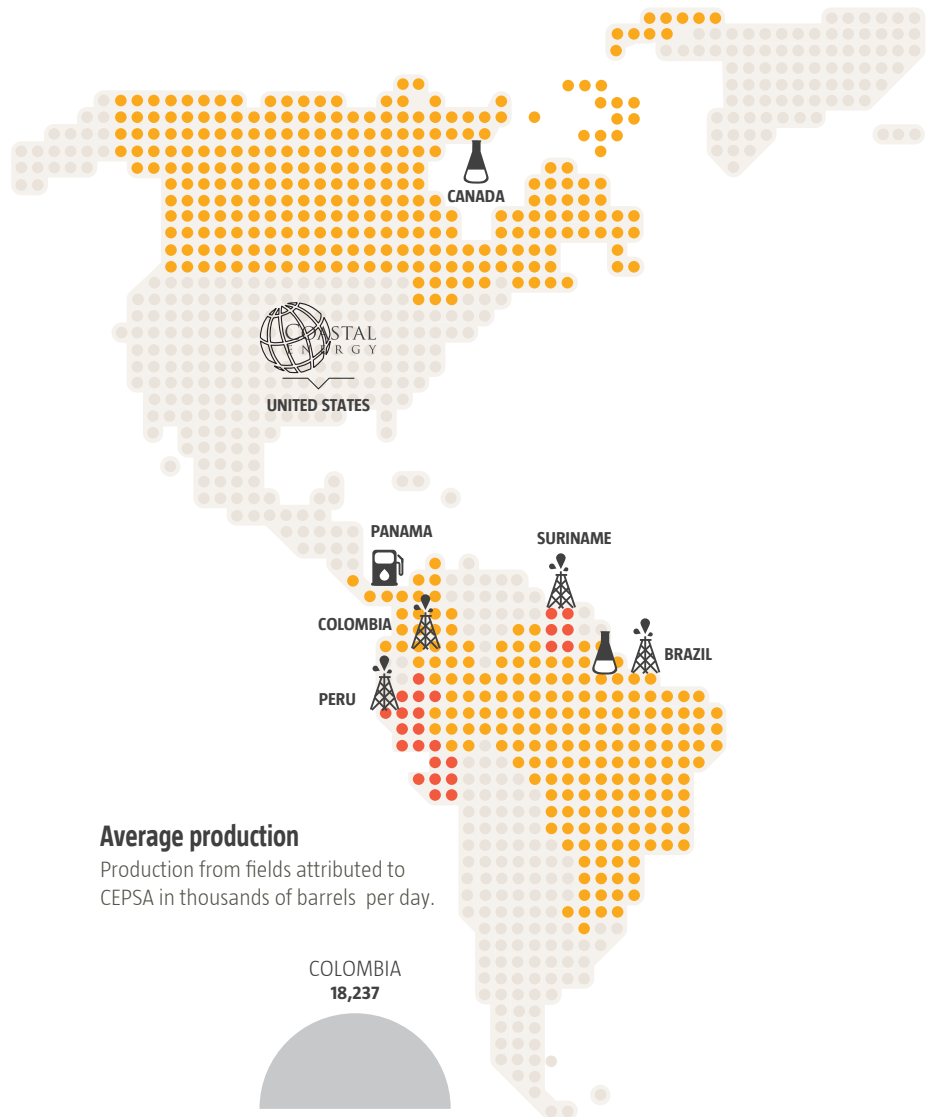 CANADA
COASTAL
ENERGY
UNITED STATES
PANAMA
SURINAME
COLOMBIA
BRAZIL
PERU
Average production
Production from fields attributed to
CEPSA in thousands of barrels per day.
COLOMBIA
18,237